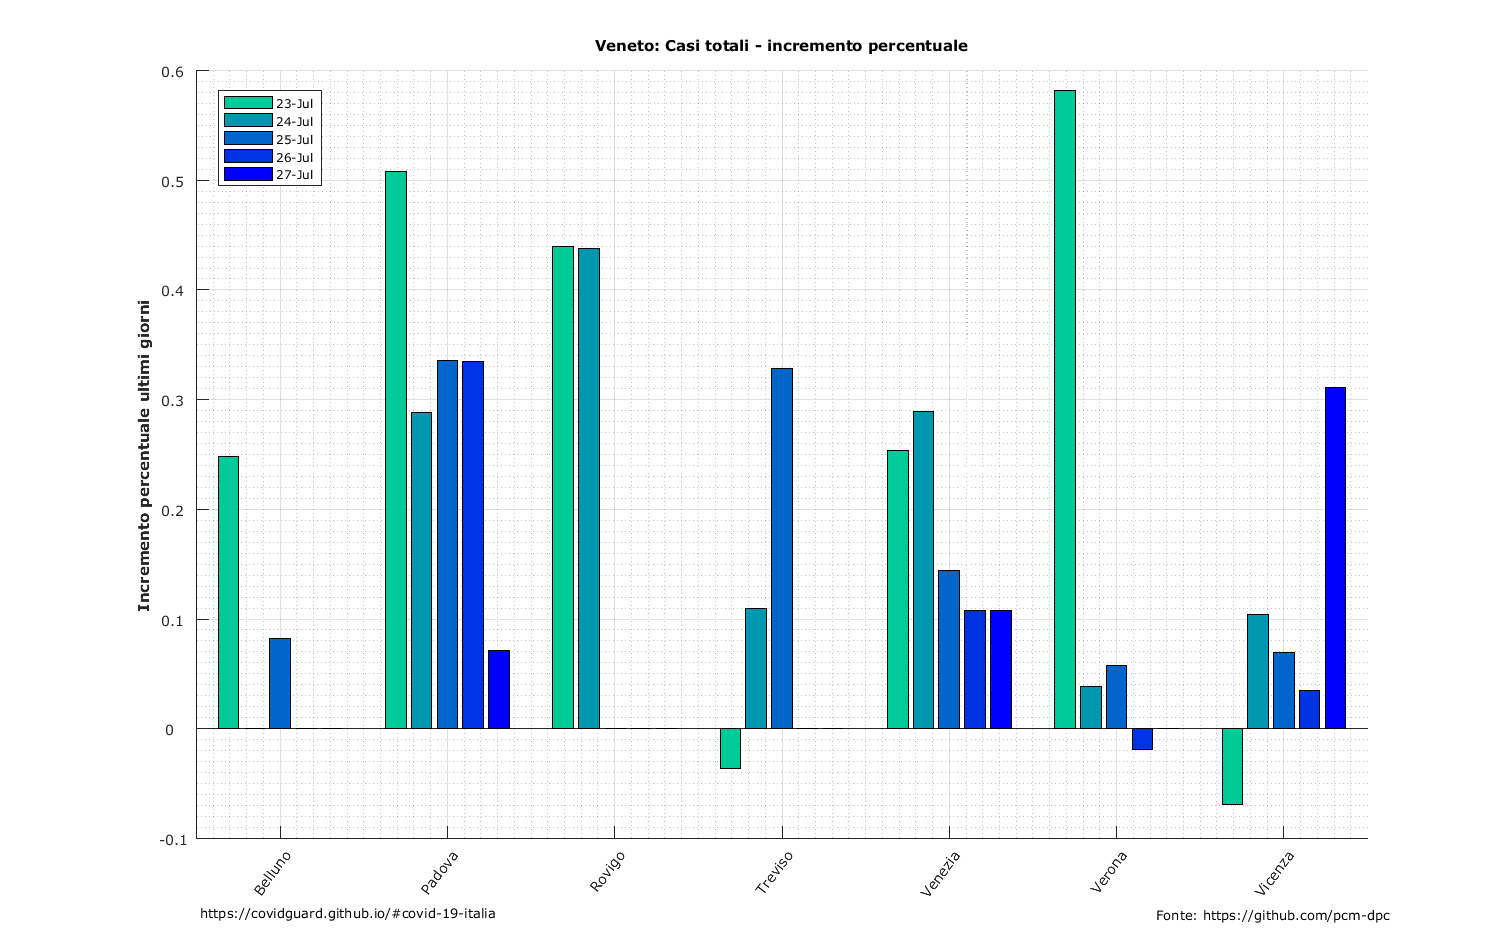 Veneto: Casi totali - incremento percentuale
0.6
0.5
0.4
0.3
0.2
0.1
0
-0.1
Incremento percentuale ultimi giorni
23-Jul
24-Jul
25-Jul
26-Jul
27-Jul
Belluno
Padova
Rovigo
Treviso
Venezia
Verona
Vicenza
https://covidguard.github.io/#covid-19-italia
Fonte: https://github.com/pcm-dpc